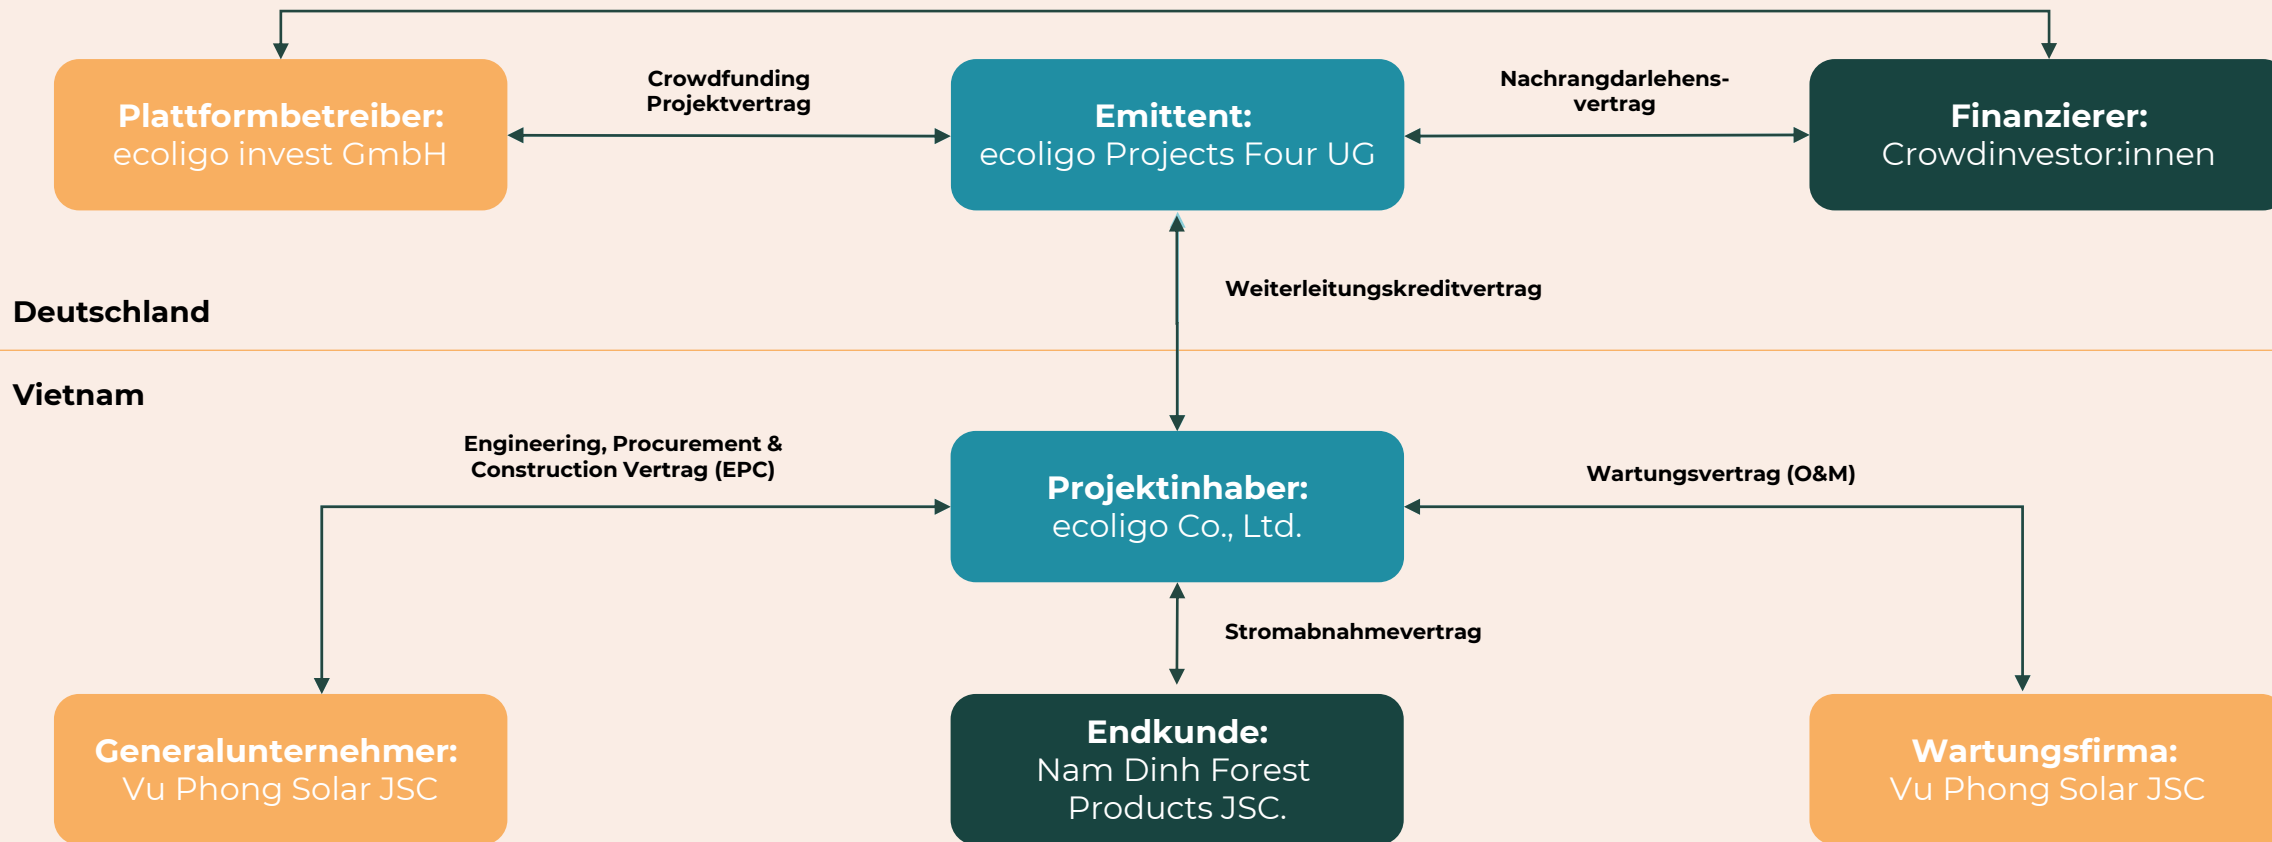 Crowdfunding
Projektvertrag
Nachrangdarlehens-
vertrag
Plattformbetreiber:
ecoligo invest GmbH
Emittent:
ecoligo Projects Four UG
Finanzierer:
Crowdinvestor:innen
Weiterleitungskreditvertrag
Deutschland
Vietnam
Engineering, Procurement &
Construction Vertrag (EPC)
Projektinhaber:
ecoligo Co., Ltd.
Wartungsvertrag (O&M)
Stromabnahmevertrag
Generalunternehmer:
Vu Phong Solar JSC
Endkunde:
Nam Dinh Forest
Products JSC.
Wartungsfirma:
Vu Phong Solar JSC